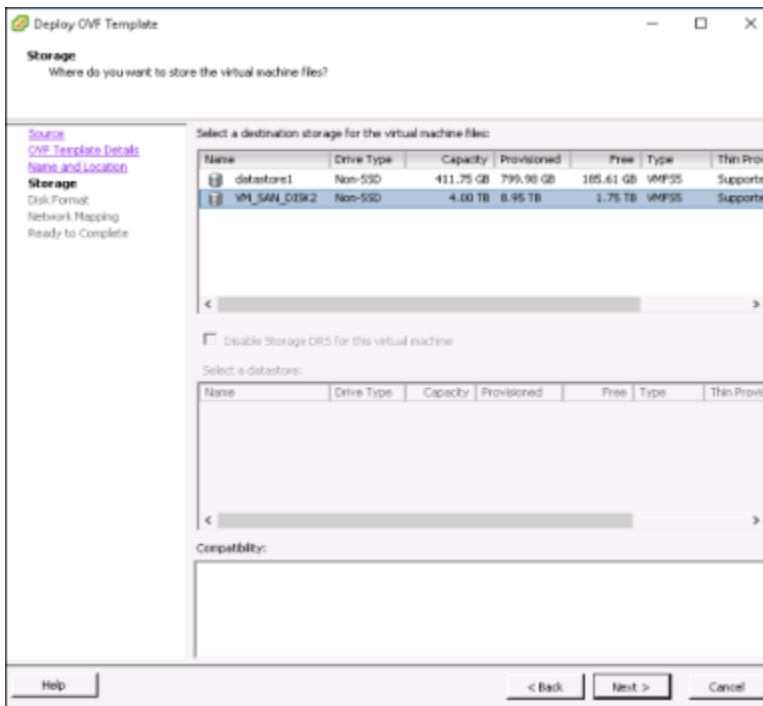 Deploy OVF Template
Storage
Where do you want to store the virtual machine files?
Source
OVF Template Details
Name and Location
Storage
Disk Format
Network Mapping
Ready to Complete
Select a destination storage for the virtual machine files:
Name Drive Type Capacity Provisioned Free Type Thin Pro
datastore1 Non-SSD 411.75 GB 799.98 GB 185.61 GB VMFS5 Supporte
VM_SAN_DISK2 Non-SSD 4.00 TB 8.95 TB 1.75 TB VMFS5 Supporte
Disable Storage DRS for this virtual machine
Select a datastore:
Name Drive Type Capacity Provisioned Free Type Thin Provis
Compatibility:
Help < Back Next > Cancel